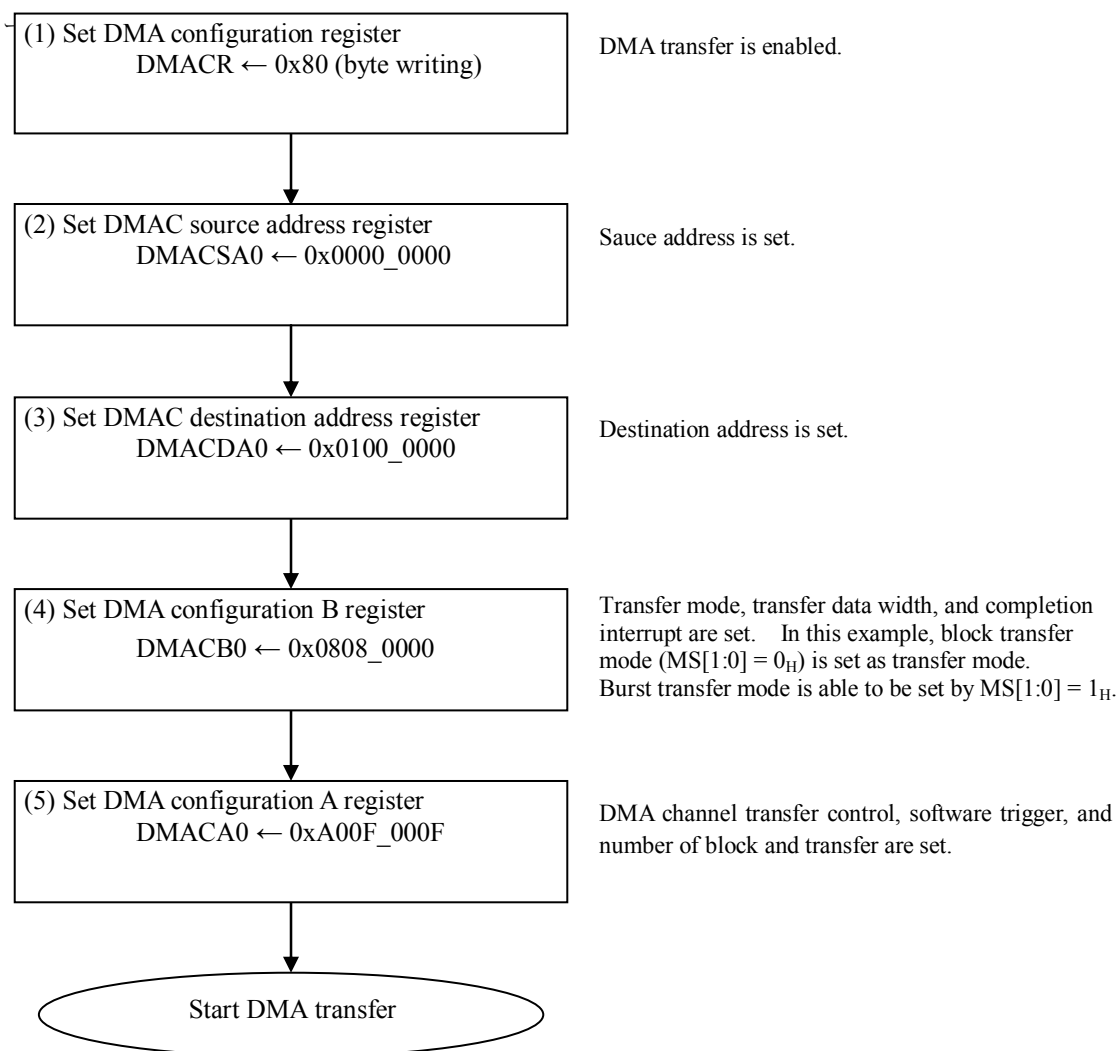 (1) Set DMA configuration register
DMACR ← 0x80 (byte writing)
DMA transfer is enabled.
(2) Set DMAC source address register
DMACSA0 ← 0x0000_0000
Sauce address is set.
(3) Set DMAC destination address register
DMACDA0 ← 0x0100_0000
Destination address is set.
(4) Set DMA configuration B register
DMACB0 ← 0x0808_0000
Transfer mode, transfer data width, and completion
interrupt are set. In this example, block transfer
mode (MS[1:0] = 0H) is set as transfer mode.
Burst transfer mode is able to be set by MS[1:0] = 1H.
(5) Set DMA configuration A register
DMACA0 ← 0xA00F_000F
DMA channel transfer control, software trigger, and
number of block and transfer are set.
Start DMA transfer